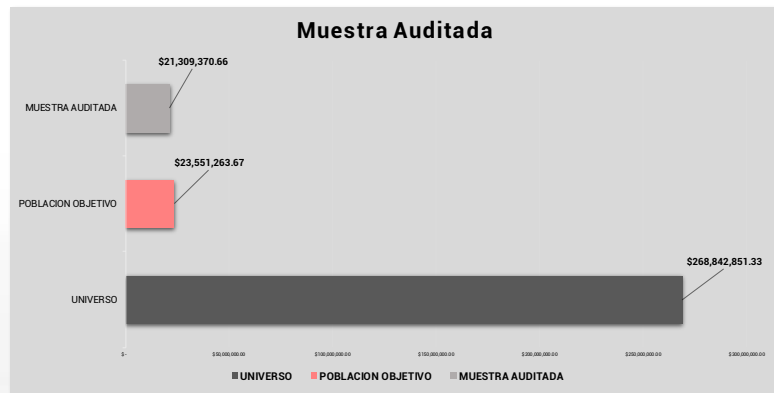 Muestra Auditada
$21,309,370.66
MUESTRA AUDITADA
$23,551,263.67
POBLACION OBJETIVO
$268,842,851.33
UNIVERSO
$- $50,000,000.00 $100,000,000.00 $150,000,000.00 $200,000,000.00 $250,000,000.00 $300,000,000.00
UNIVERSO POBLACION OBJETIVO MUESTRA AUDITADA